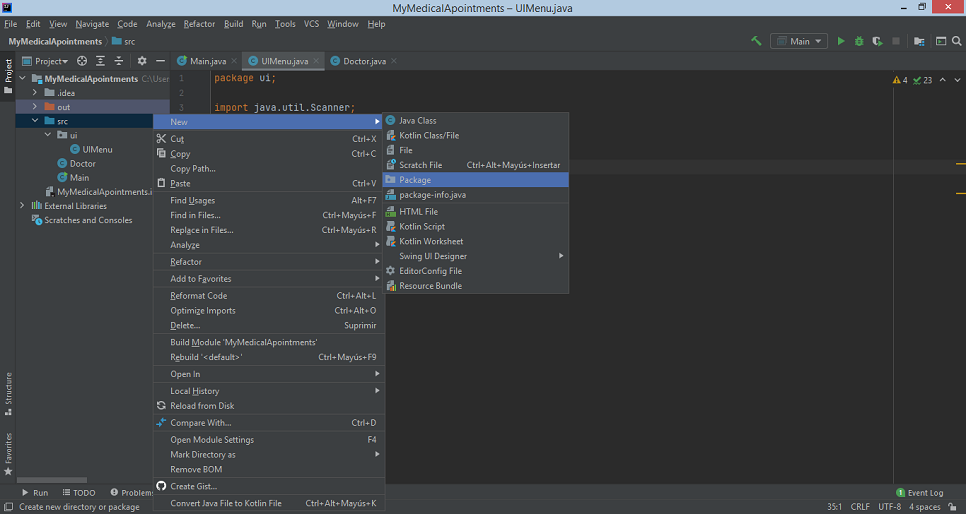 MyMedicalApointments – UIMenu.java
File Edit View Navigate Code Analyze Refactor Build Run Tools VCS Window Help
MyMedicalApointments src
Main
Project
Main.java UIMenu.java Doctor.java
Project
MyMedicalApointments C:\User
.idea
out
src
ui
UIMenu
Doctor
Main
MyMedicalApointments.i
External Libraries
Scratches and Consoles
1 package ui;
2
3 import java.util.Scanner;
4 23
New
Cut Ctrl+X
Copy Ctrl+C
Copy Path...
Paste Ctrl+V
Find Usages Alt+F7
Find in Files... Ctrl+Mayús+F
Replace in Files... Ctrl+Mayús+R
Analyze
Refactor
Add to Favorites
Reformat Code Ctrl+Alt+L
Optimize Imports Ctrl+Alt+O
Delete... Suprimir
Build Module 'MyMedicalApointments'
Rebuild '<default>' Ctrl+Mayús+F9
Open In
Local History
Reload from Disk
Compare With... Ctrl+D
Open Module Settings F4
Mark Directory as
Remove BOM
Create Gist...
Convert Java File to Kotlin File Ctrl+Alt+Mayús+K
Java Class
Kotlin Class/File
File
Scratch File Ctrl+Alt+Mayús+Insertar
Package
package-info.java
HTML File
Kotlin Script
Kotlin Worksheet
Swing UI Designer
EditorConfig File
Resource Bundle
Structure
Favorites
Run TODO Problems
1 Event Log
Create new directory or package
35:1 CRLF UTF-8 4 spaces